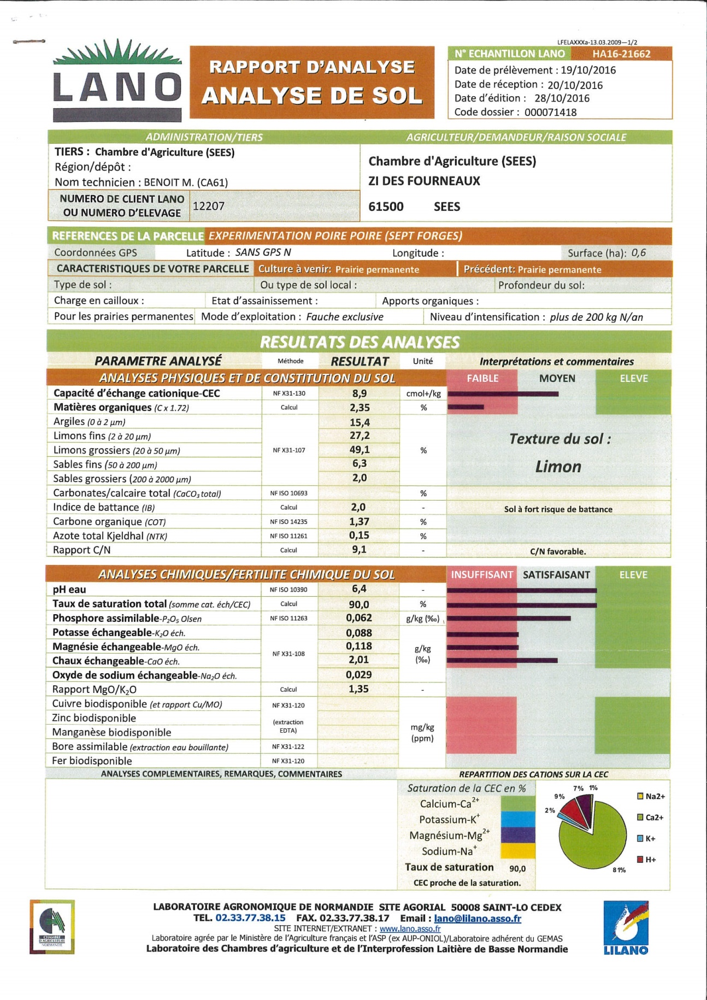 LFELAXXXa-13.03.2009—1/2
LANO
RAPPORT D'ANALYSE
ANALYSE DE SOL
N° ECHANTILLON LANO HA16-21662
Date de prélèvement : 19/10/2016
Date de réception : 20/10/2016
Date d'édition : 28/10/2016
Code dossier : 000071418
ADMINISTRATION/TIERS AGRICULTEUR/DEMANDEUR/RAISON SOCIALE
TIERS : Chambre d'Agriculture (SEES)
Région/dépôt :
Nom technicien : BENOIT M. (CA61)
NUMERO DE CLIENT LANO
OU NUMERO D'ELEVAGE
12207
Chambre d'Agriculture (SEES)
ZI DES FOURNEAUX
61500 SEES
REFERENCES DE LA PARCELLE EXPERIMENTATION POIRE POIRE (SEPT FORGES)
Coordonnées GPS Latitude : SANS GPS N Longitude : Surface (ha): 0,6
CARACTERISTIQUES DE VOTRE PARCELLE Culture à venir: Prairie permanente Précédent: Prairie permanente
Type de sol : Ou type de sol local : Profondeur du sol:
Charge en cailloux : Etat d'assainissement : Apports organiques :
Pour les prairies permanentes Mode d'exploitation : Fauche exclusive Niveau d'intensification : plus de 200 kg N/an
RESULTATS DES ANALYSES
PARAMETRE ANALYSÉ Méthode RESULTAT Unité Interprétations et commentaires
ANALYSES PHYSIQUES ET DE CONSTITUTION DU SOL FAIBLE MOYEN ELEVE
Capacité d'échange cationique-CEC NF X31-130 8,9 cmol+/kg
Matières organiques (C x 1.72) Calcul 2,35 %
Argiles (0 à 2 µm) 15,4
Limons fins (2 à 20 µm) 27,2
Limons grossiers (20 à 50 µm) NF X31-107 49,1 %
Sables fins (50 à 200 µm) 6,3
Sables grossiers (200 à 2000 µm) 2,0
Texture du sol :
Limon
Carbonates/calcaire total (CaCO3 total) NF ISO 10693 %
Indice de battance (IB) Calcul 2,0 - Sol à fort risque de battance
Carbone organique (COT) NF ISO 14235 1,37 %
Azote total Kjeldhal (NTK) NF ISO 11261 0,15 %
Rapport C/N Calcul 9,1 - C/N favorable.
ANALYSES CHIMIQUES/FERTILITE CHIMIQUE DU SOL INSUFFISANT SATISFAISANT ELEVE
pH eau NF ISO 10390 6,4 -
Taux de saturation total (somme cat. éch/CEC) Calcul 90,0 %
Phosphore assimilable-P2O5 Olsen NF ISO 11263 0,062 g/kg (‰)
Potasse échangeable-K2O éch. 0,088
Magnésie échangeable-MgO éch. NF X31-108 0,118 g/kg
Chaux échangeable-CaO éch. 2,01 (‰)
Oxyde de sodium échangeable-Na2O éch. 0,029
Rapport MgO/K2O Calcul 1,35 -
Cuivre biodisponible (et rapport Cu/MO) NF X31-120
Zinc biodisponible (extraction
Manganèse biodisponible EDTA) mg/kg
(ppm)
Bore assimilable (extraction eau bouillante) NF X31-122
Fer biodisponible NF X31-120
ANALYSES COMPLEMENTAIRES, REMARQUES, COMMENTAIRES REPARTITION DES CATIONS SUR LA CEC
Saturation de la CEC en %
Calcium-Ca2+
Potassium-K+
Magnésium-Mg2+
Sodium-Na+
Taux de saturation 90,0
CEC proche de la saturation.
7% 1%
9%
2%
81%
Na2+
Ca2+
K+
H+
CHAMBRE
D'AGRICULTURE
NORMANDIE
LABORATOIRE AGRONOMIQUE DE NORMANDIE SITE AGORIAL 50008 SAINT-LO CEDEX
TEL. 02.33.77.38.15 FAX. 02.33.77.38.17 Email : lano@lilano.asso.fr
SITE INTERNET/EXTRANET : www.lano.asso.fr
Laboratoire agrée par le Ministère de l'Agriculture français et l'ASP (ex AUP-ONIOL)/Laboratoire adhérent du GEMAS
Laboratoire des Chambres d'agriculture et de l'Interprofession Laitière de Basse Normandie
LILANO